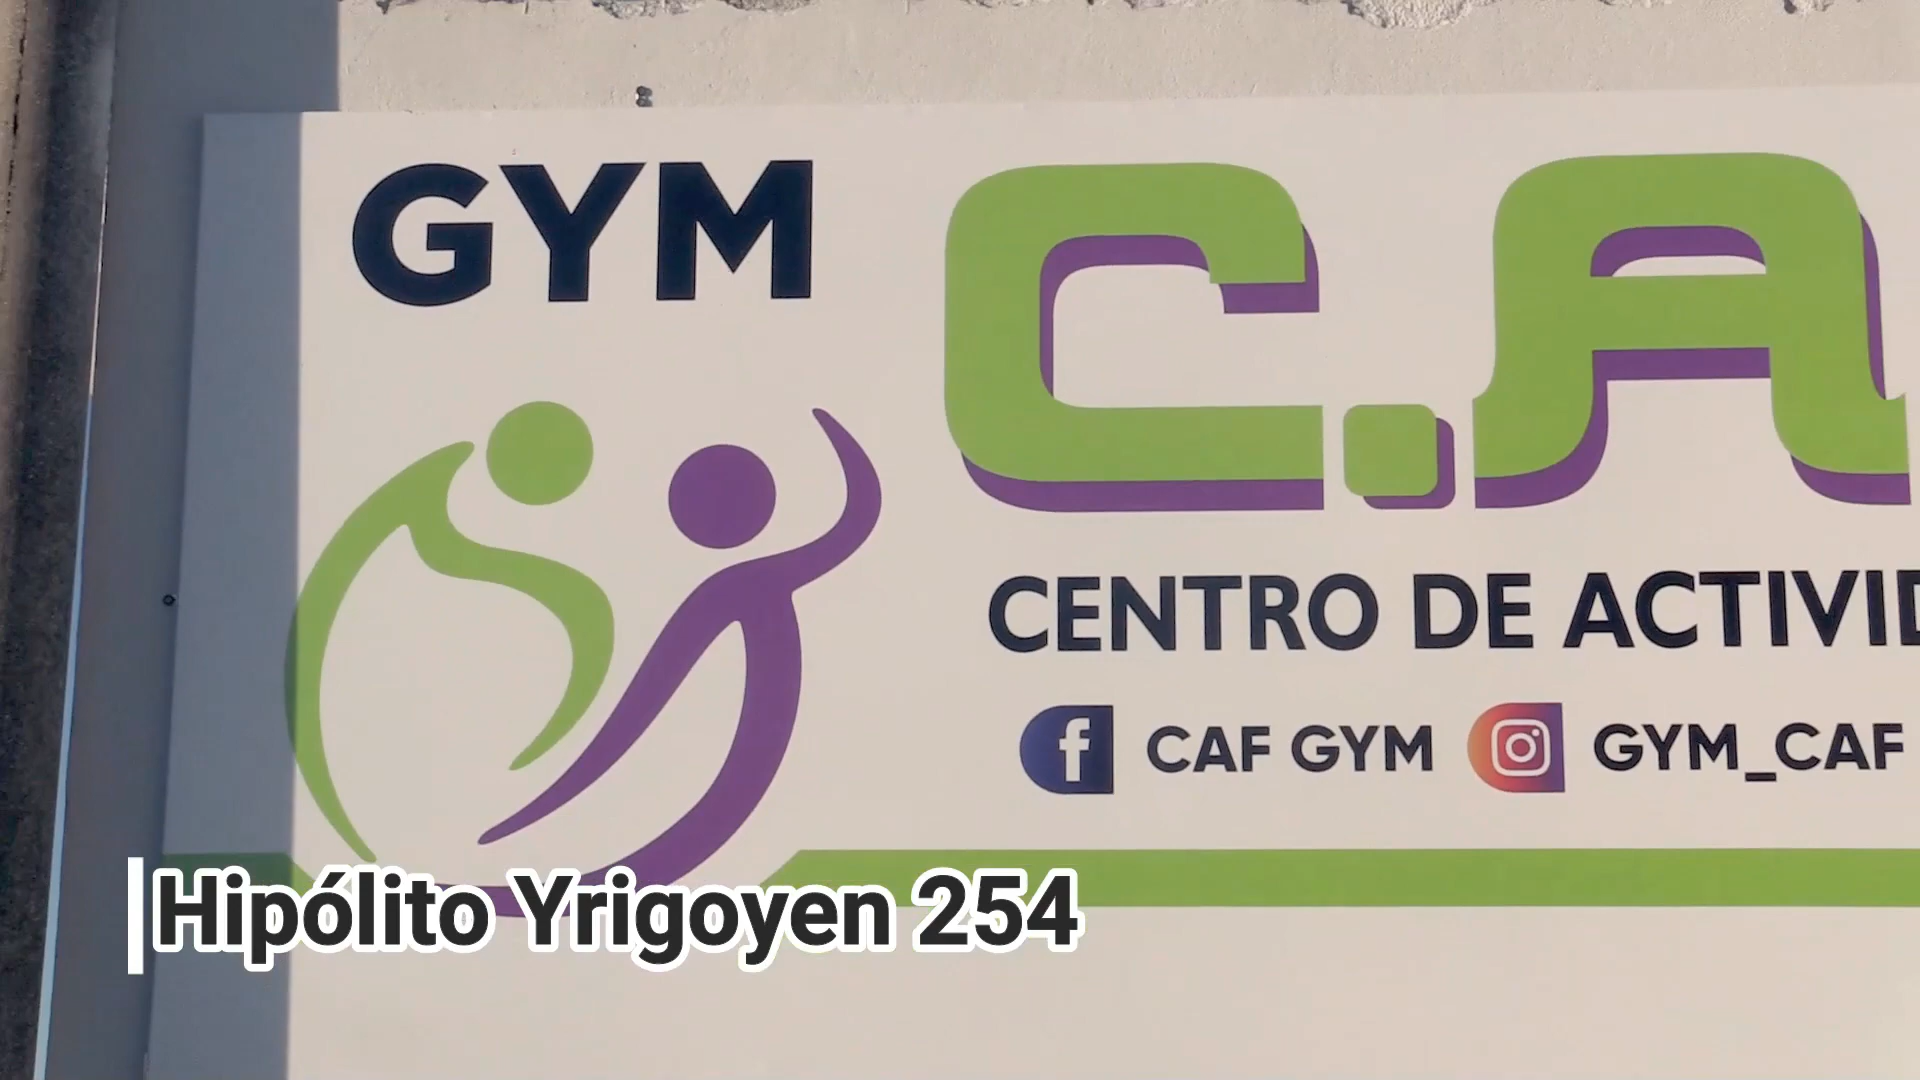 GYM
C.A
CENTRO DE ACTIVID
CAF GYM GYM_CAF
Hipólito Yrigoyen 254